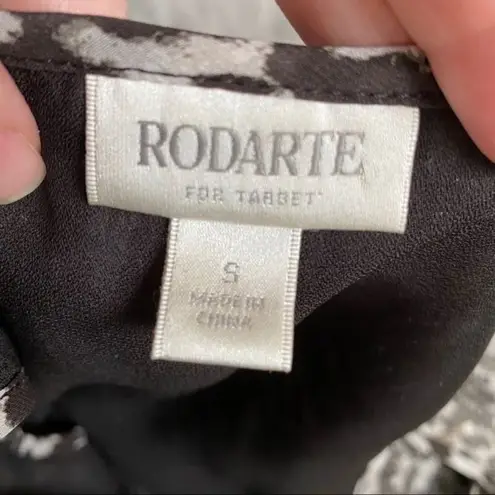 RODARTE
FOR TARGET
S
MADE IN
CHINA